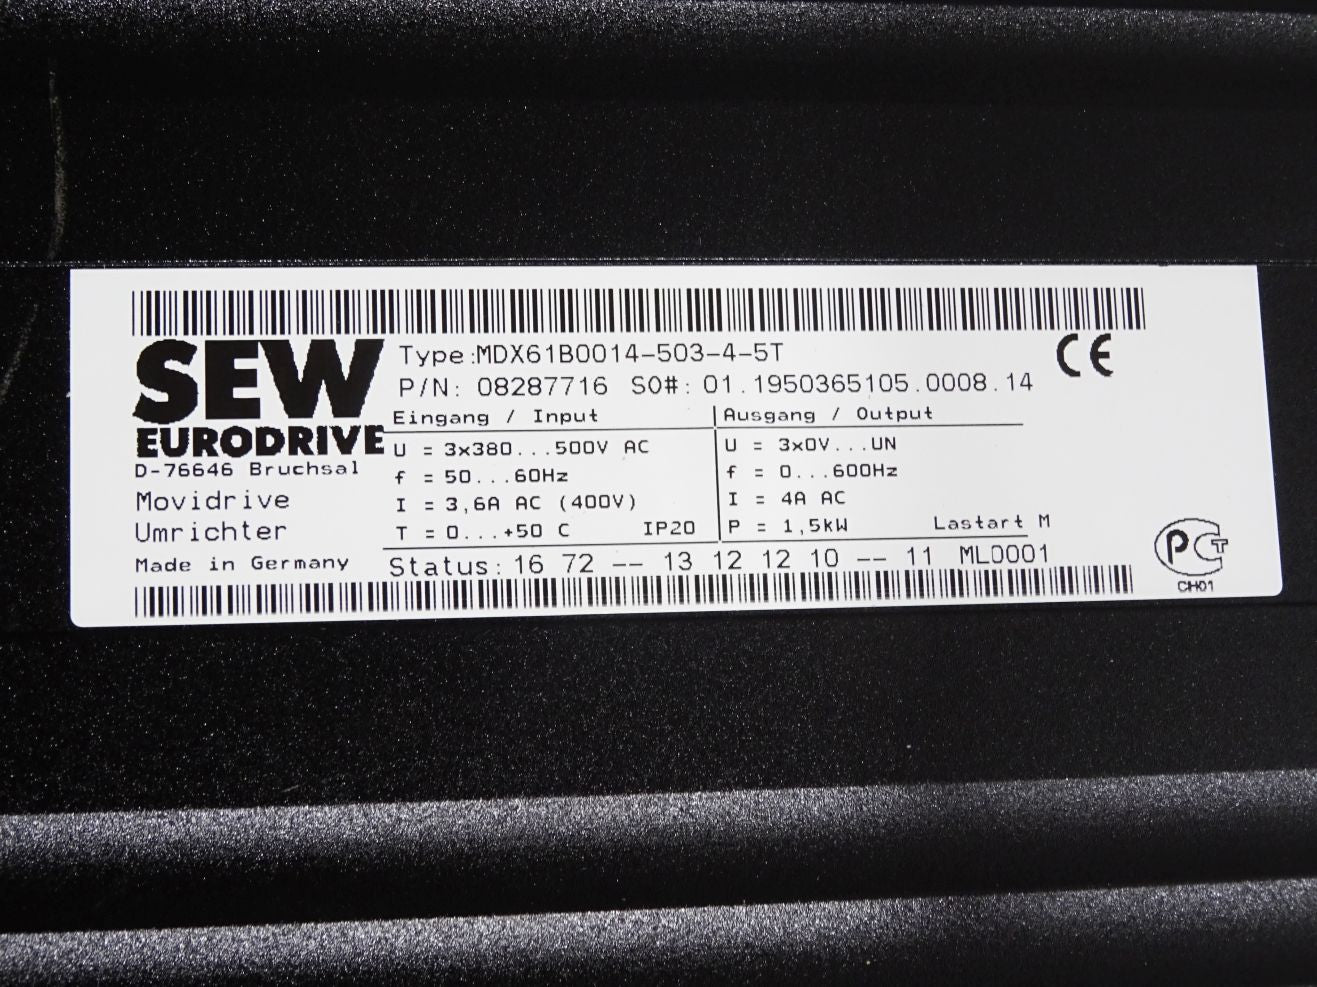 SEW
EURODRIVE
D-76646 Bruchsal
Movidrive
Umrichter
Made in Germany
Type:MDX61B0014-503-4-5T
P/N: 08287716 SO#: 01.1950365105.0008.14
Eingang / Input
U = 3x380...500V AC
f = 50...60Hz
I = 3,6A AC (400V)
T = 0...+50 C IP20
Ausgang / Output
U = 3x0V...UN
f = 0...600Hz
I = 4A AC
P = 1,5kW Lastart M
Status: 16 72 -- 13 12 12 10 -- 11 ML0001
CE
PCT
CH01